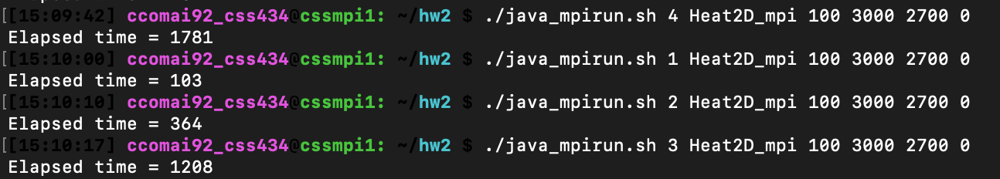 [[15:09:42] ccomai92_css434@cssmpi1: ~/hw2 $ ./java_mpirun.sh 4 Heat2D_mpi 100 3000 2700 0
Elapsed time = 1781
[[15:10:00] ccomai92_css434@cssmpi1: ~/hw2 $ ./java_mpirun.sh 1 Heat2D_mpi 100 3000 2700 0
Elapsed time = 103
[[15:10:10] ccomai92_css434@cssmpi1: ~/hw2 $ ./java_mpirun.sh 2 Heat2D_mpi 100 3000 2700 0
Elapsed time = 364
[[15:10:17] ccomai92_css434@cssmpi1: ~/hw2 $ ./java_mpirun.sh 3 Heat2D_mpi 100 3000 2700 0
Elapsed time = 1208